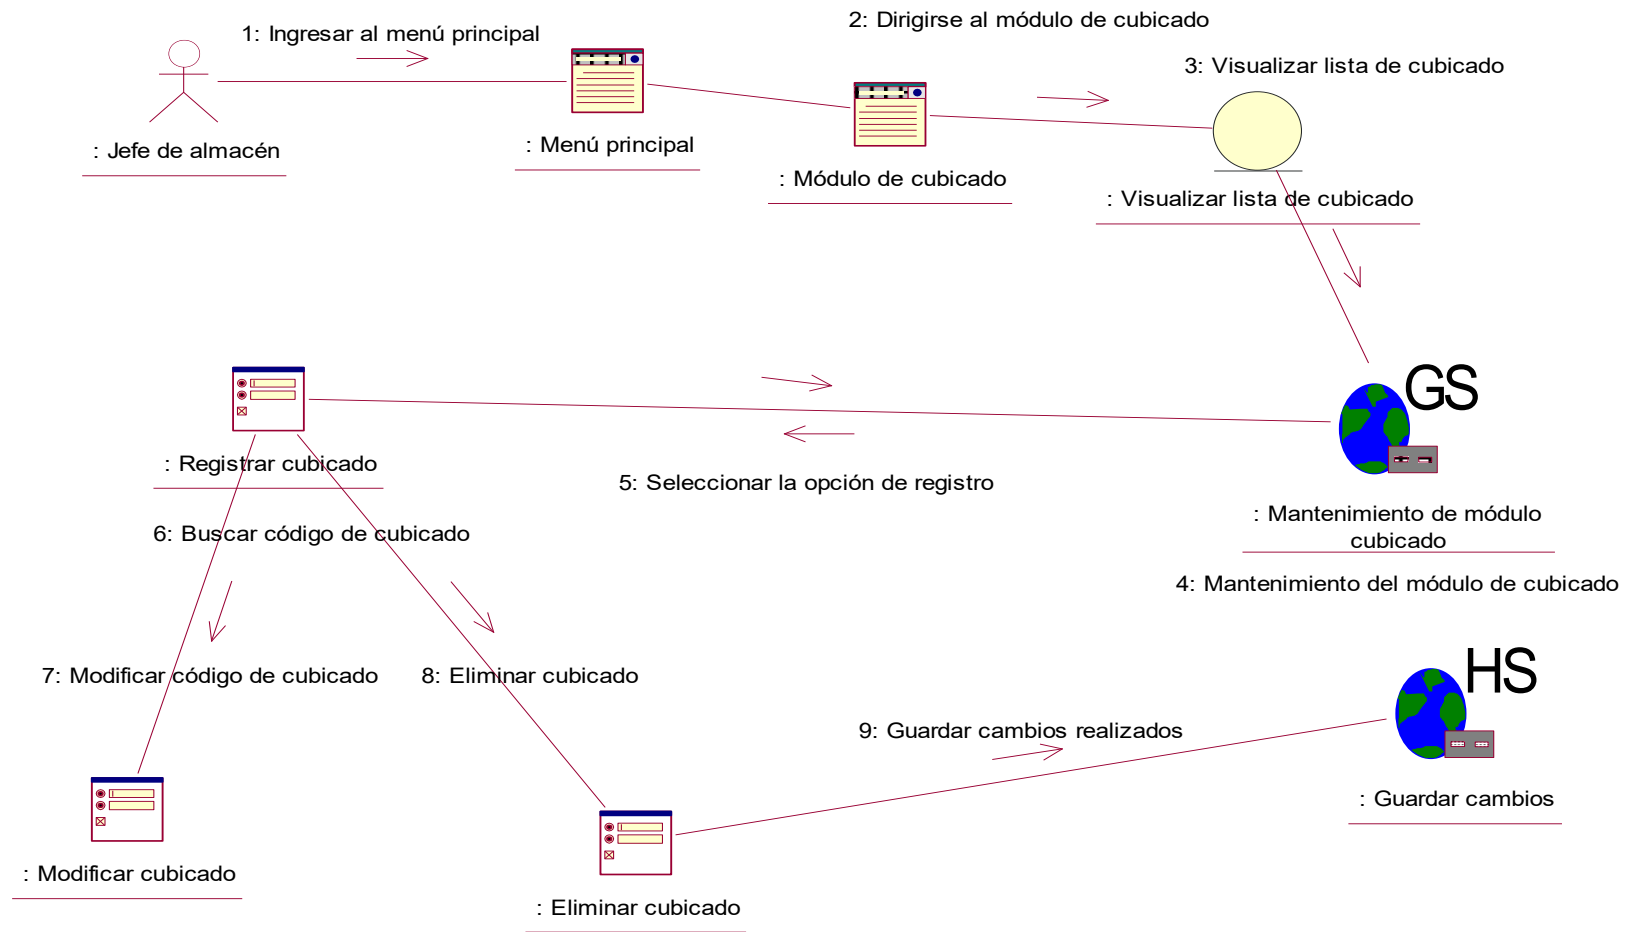 1: Ingresar al menú principal
2: Dirigirse al módulo de cubicado
3: Visualizar lista de cubicado
: Jefe de almacén
: Menú principal
: Módulo de cubicado
: Visualizar lista de cubicado
GS
: Registrar cubicado
5: Seleccionar la opción de registro
: Mantenimiento de módulo
cubicado
6: Buscar código de cubicado
4: Mantenimiento del módulo de cubicado
HS
7: Modificar código de cubicado
8: Eliminar cubicado
9: Guardar cambios realizados
: Guardar cambios
: Modificar cubicado
: Eliminar cubicado